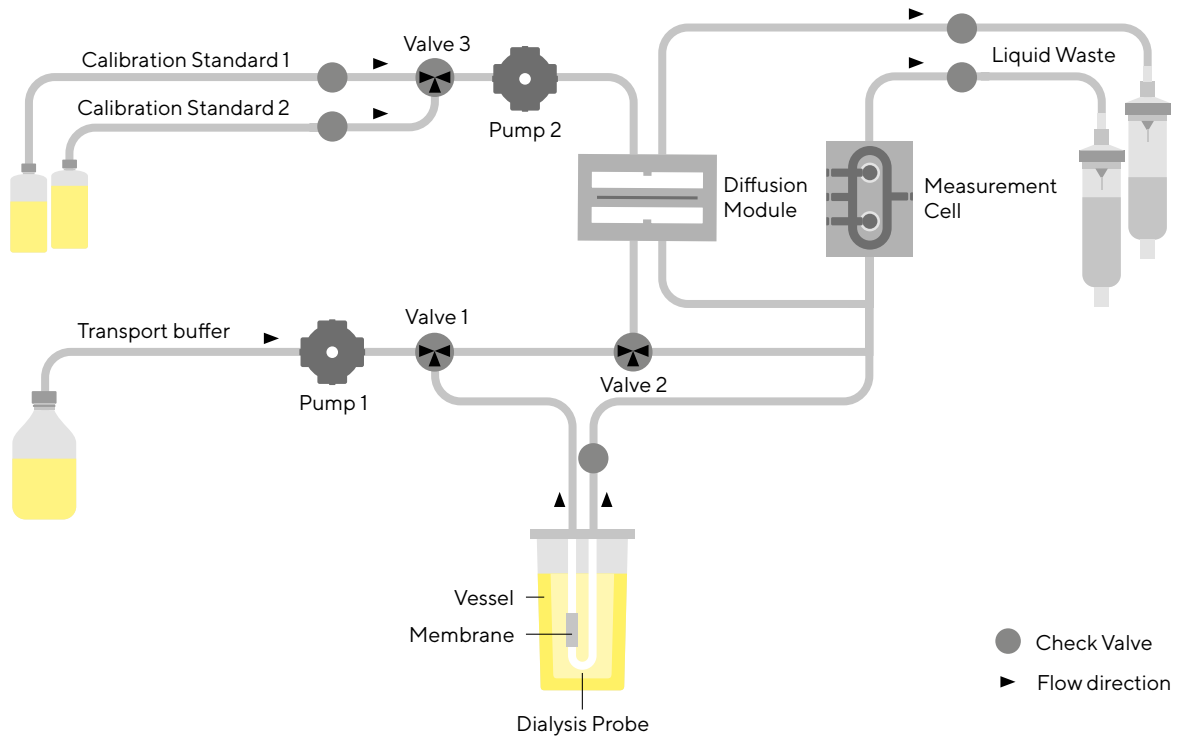 Valve 3
Calibration Standard 1
Liquid Waste
Calibration Standard 2
Pump 2
Diffusion
Module
Measurement
Cell
Valve 1
Transport buffer
Valve 2
Pump 1
Vessel
Membrane
Check Valve
Flow direction
Dialysis Probe